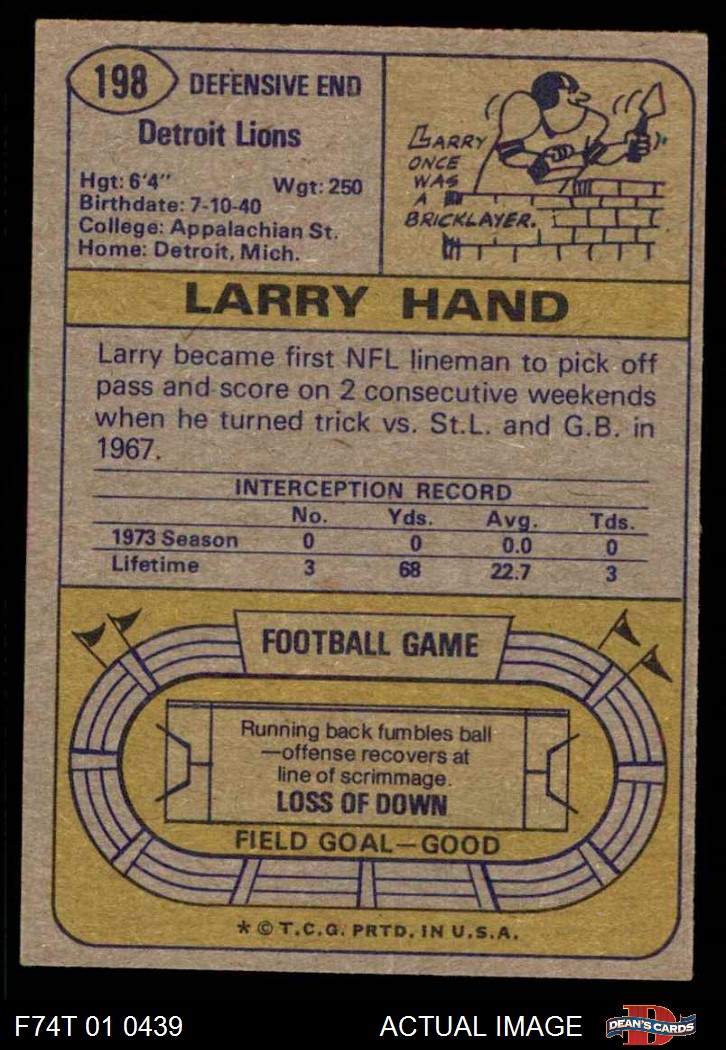 198
DEFENSIVE END
Detroit Lions
Hgt: 6'4" Wgt: 250
Birthdate: 7-10-40
College: Appalachian St.
Home: Detroit, Mich.
LARRY
ONCE
WAS
A
BRICKLAYER.
LARRY HAND
Larry became first NFL lineman to pick off
pass and score on 2 consecutive weekends
when he turned trick vs. St.L. and G.B. in
1967.
INTERCEPTION RECORD
No. Yds. Avg. Tds.
1973 Season 0 0 0.0 0
Lifetime 3 68 22.7 3
FOOTBALL GAME
Running back fumbles ball
—offense recovers at
line of scrimmage.
LOSS OF DOWN
FIELD GOAL—GOOD
* © T.C.G. PRTD. IN U.S.A.
F74T 01 0439 ACTUAL IMAGE
D
DEAN'S CARDS